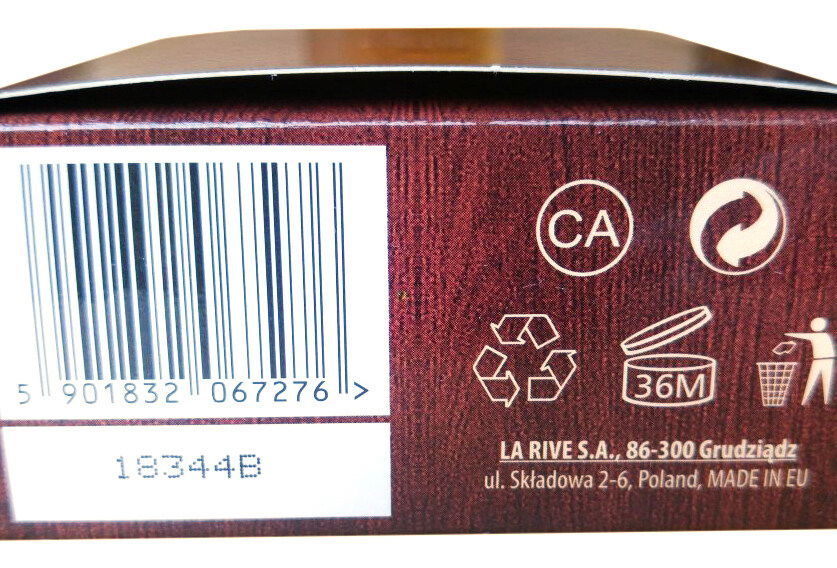 5 901832 067276 >
18344B
CA
36M
LA RIVE S.A., 86-300 Grudziądz
ul. Składowa 2-6, Poland, MADE IN EU